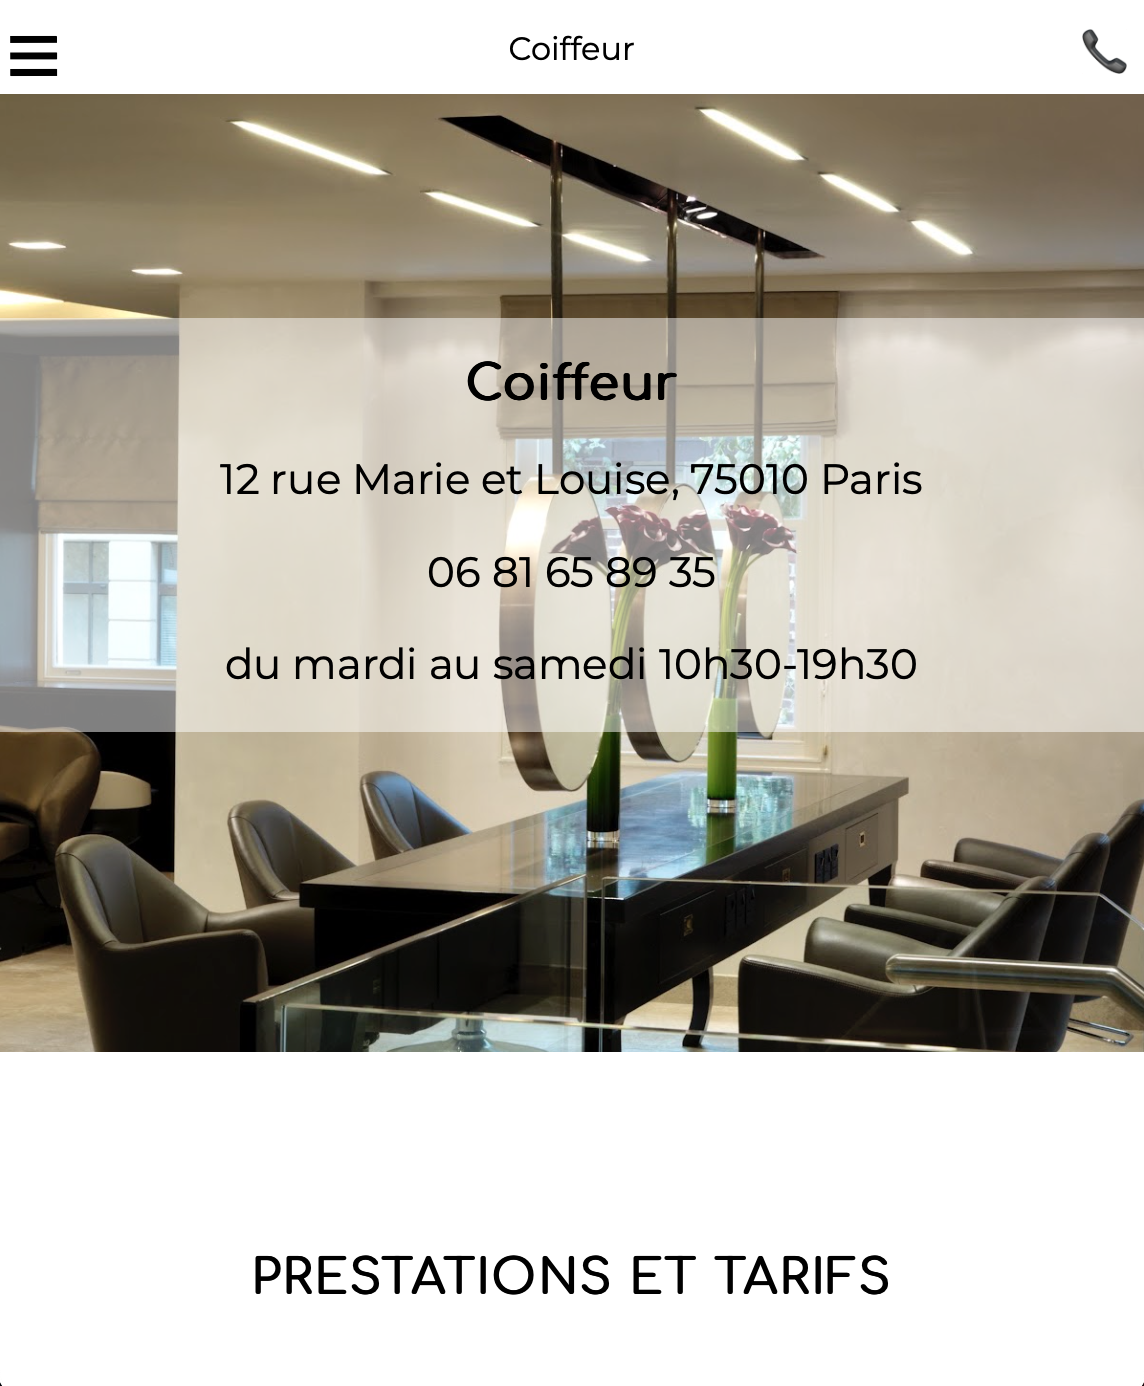 Coiffeur
Coiffeur
12 rue Marie et Louise, 75010 Paris
06 81 65 89 35
du mardi au samedi 10h30-19h30
PRESTATIONS ET TARIFS